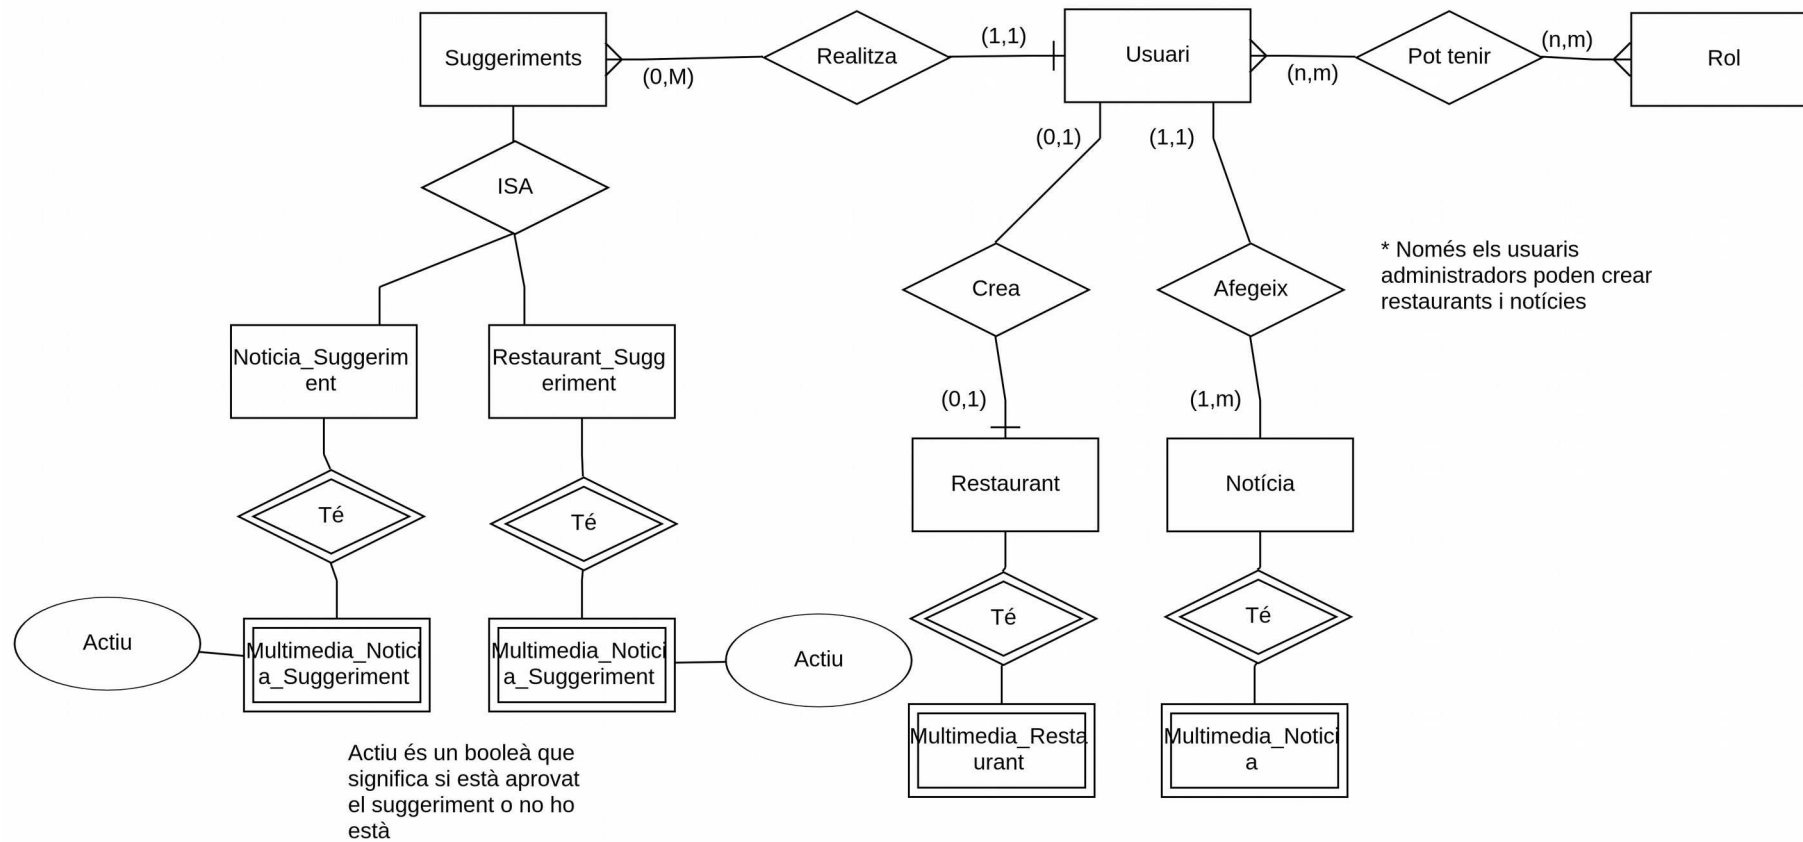 Suggeriments
(0,M)
Realitza
(1,1)
Usuari
(n,m)
Pot tenir
(n,m)
Rol
(0,1)
(1,1)
ISA
* Només els usuaris
administradors poden crear
restaurants i notícies
Crea
Afegeix
Noticia_Suggerim
ent
Restaurant_Sugg
eriment
(0,1)
(1,m)
Restaurant
Notícia
Té
Té
Té
Té
Actiu
Multimedia_Notici
a_Suggeriment
Multimedia_Notici
a_Suggeriment
Actiu
Multimedia_Resta
urant
Multimedia_Notici
a
Actiu és un booleà que
significa si està aprovat
el suggeriment o no ho
està